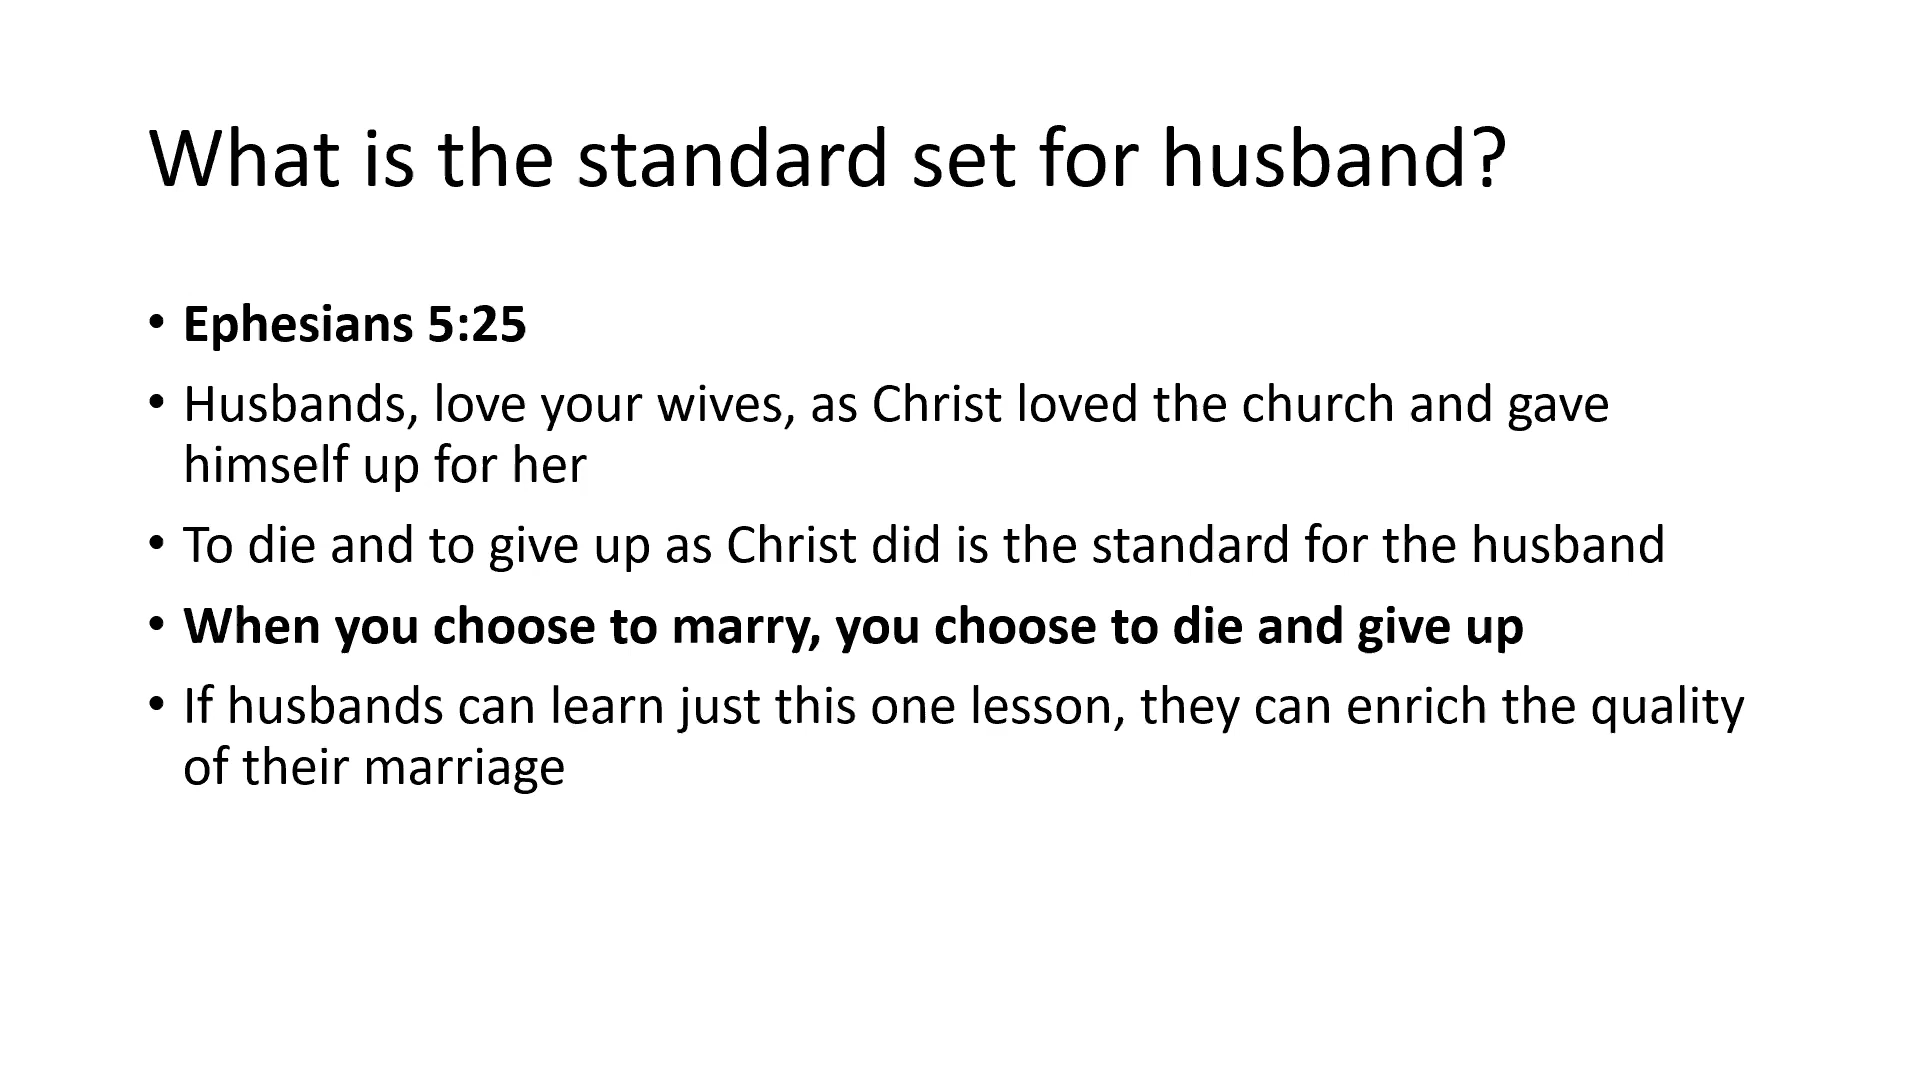 What is the standard set for husband?
• Ephesians 5:25
• Husbands, love your wives, as Christ loved the church and gave
himself up for her
• To die and to give up as Christ did is the standard for the husband
• When you choose to marry, you choose to die and give up
• If husbands can learn just this one lesson, they can enrich the quality
of their marriage